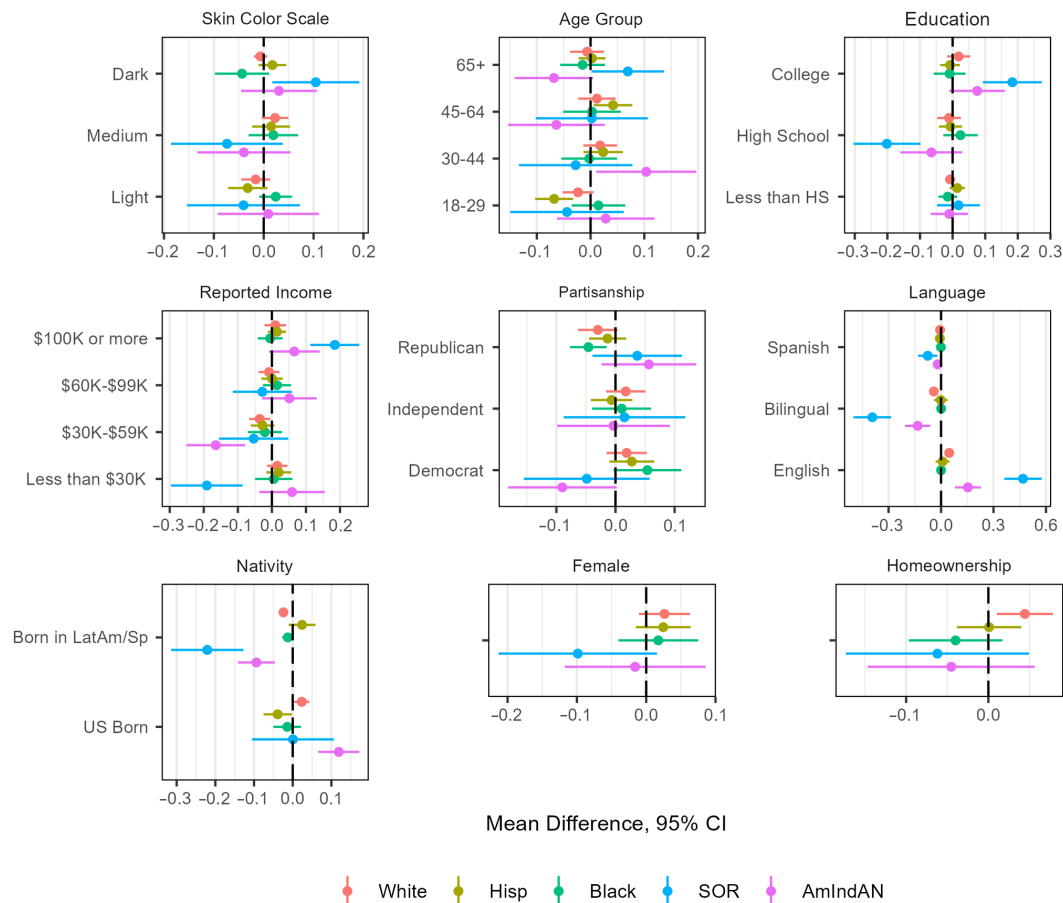 Skin Color Scale
Dark
Medium
Light
−0.2 −0.1 0.0 0.1 0.2
Age Group
65+
45-64
30-44
18-29
−0.1 0.0 0.1 0.2
Education
College
High School
Less than HS
−0.3 −0.2 −0.1 0.0 0.1 0.2 0.3
Reported Income
$100K or more
$60K-$99K
$30K-$59K
Less than $30K
−0.3 −0.2 −0.1 0.0 0.1 0.2
Partisanship
Republican
Independent
Democrat
−0.1 0.0 0.1
Language
Spanish
Bilingual
English
−0.3 0.0 0.3 0.6
Nativity
Born in LatAm/Sp
US Born
−0.3 −0.2 −0.1 0.0 0.1
Female
−0.2 −0.1 0.0 0.1
Homeownership
−0.1 0.0
Mean Difference, 95% CI
White Hisp Black SOR AmIndAN